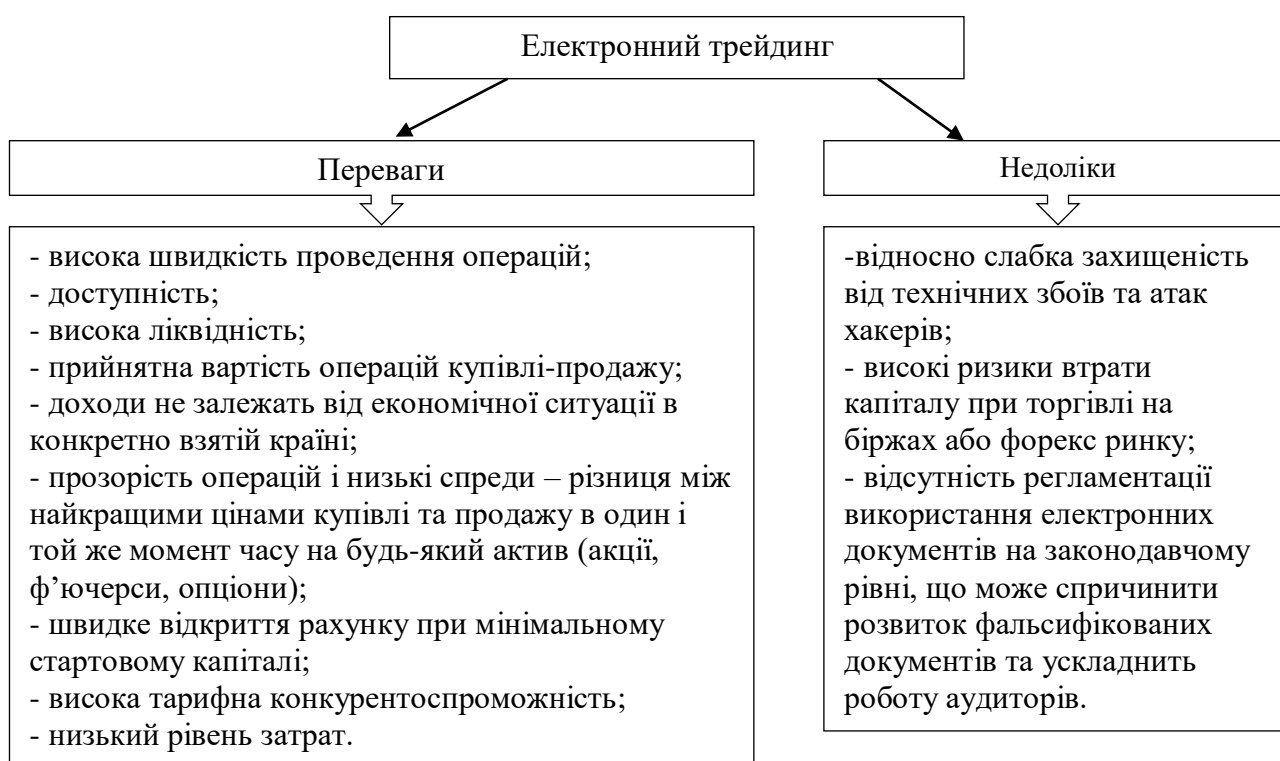 Електронний трейдинг
Переваги
- висока швидкість проведення операцій;
- доступність;
- висока ліквідність;
- прийнятна вартість операцій купівлі-продажу;
- доходи не залежать від економічної ситуації в
конкретно взятій країні;
- прозорість операцій і низькі спреди – різниця між
найкращими цінами купівлі та продажу в один і
той же момент часу на будь-який актив (акції,
ф’ючерси, опціони);
- швидке відкриття рахунку при мінімальному
стартовому капіталі;
- висока тарифна конкурентоспроможність;
- низький рівень затрат.
Недоліки
-відносно слабка захищеність
від технічних збоїв та атак
хакерів;
- високі ризики втрати
капіталу при торгівлі на
біржах або форекс ринку;
- відсутність регламентації
використання електронних
документів на законодавчому
рівні, що може спричинити
розвиток фальсифікованих
документів та ускладнить
роботу аудиторів.